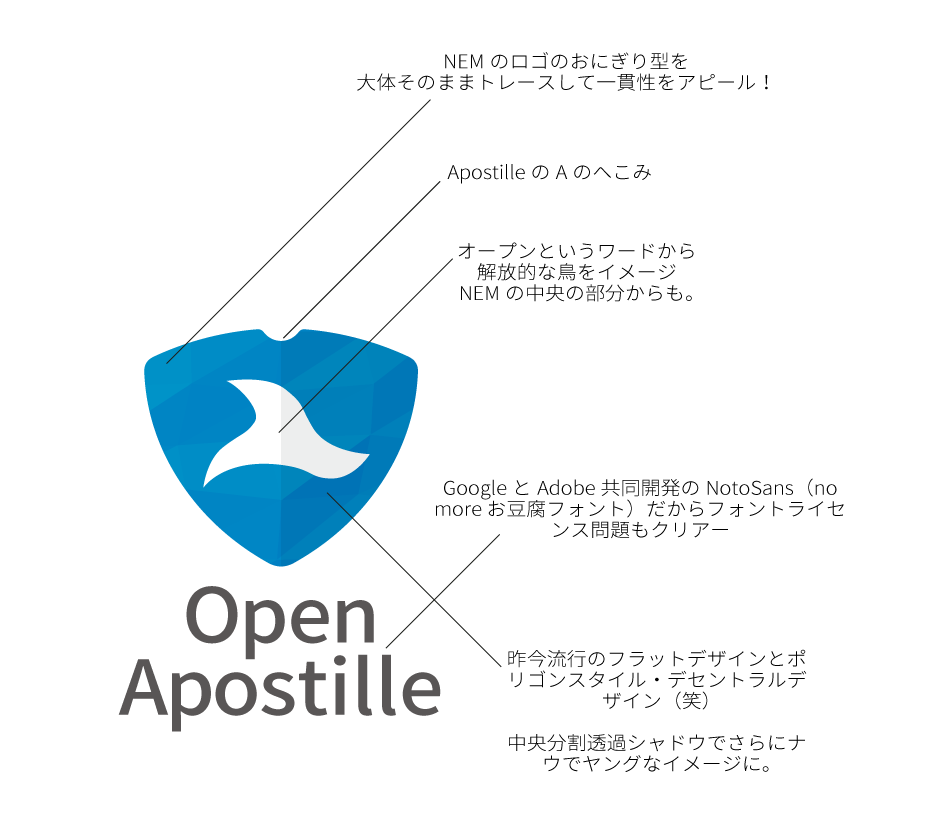 NEM のロゴのおにぎり型を
大体そのままトレースして一貫性をアピール！
Apostille の A のへこみ
オープンというワードから
解放的な鳥をイメージ
NEM の中央の部分からも。
Google と Adobe 共同開発の NotoSans（no
more お豆腐フォント）だからフォントライセ
ンス問題もクリアー
Open
Apostille
昨今流行のフラットデザインとポ
リゴンスタイル・デセントラルデ
ザイン（笑）
中央分割透過シャドウでさらにナ
ウでヤングなイメージに。